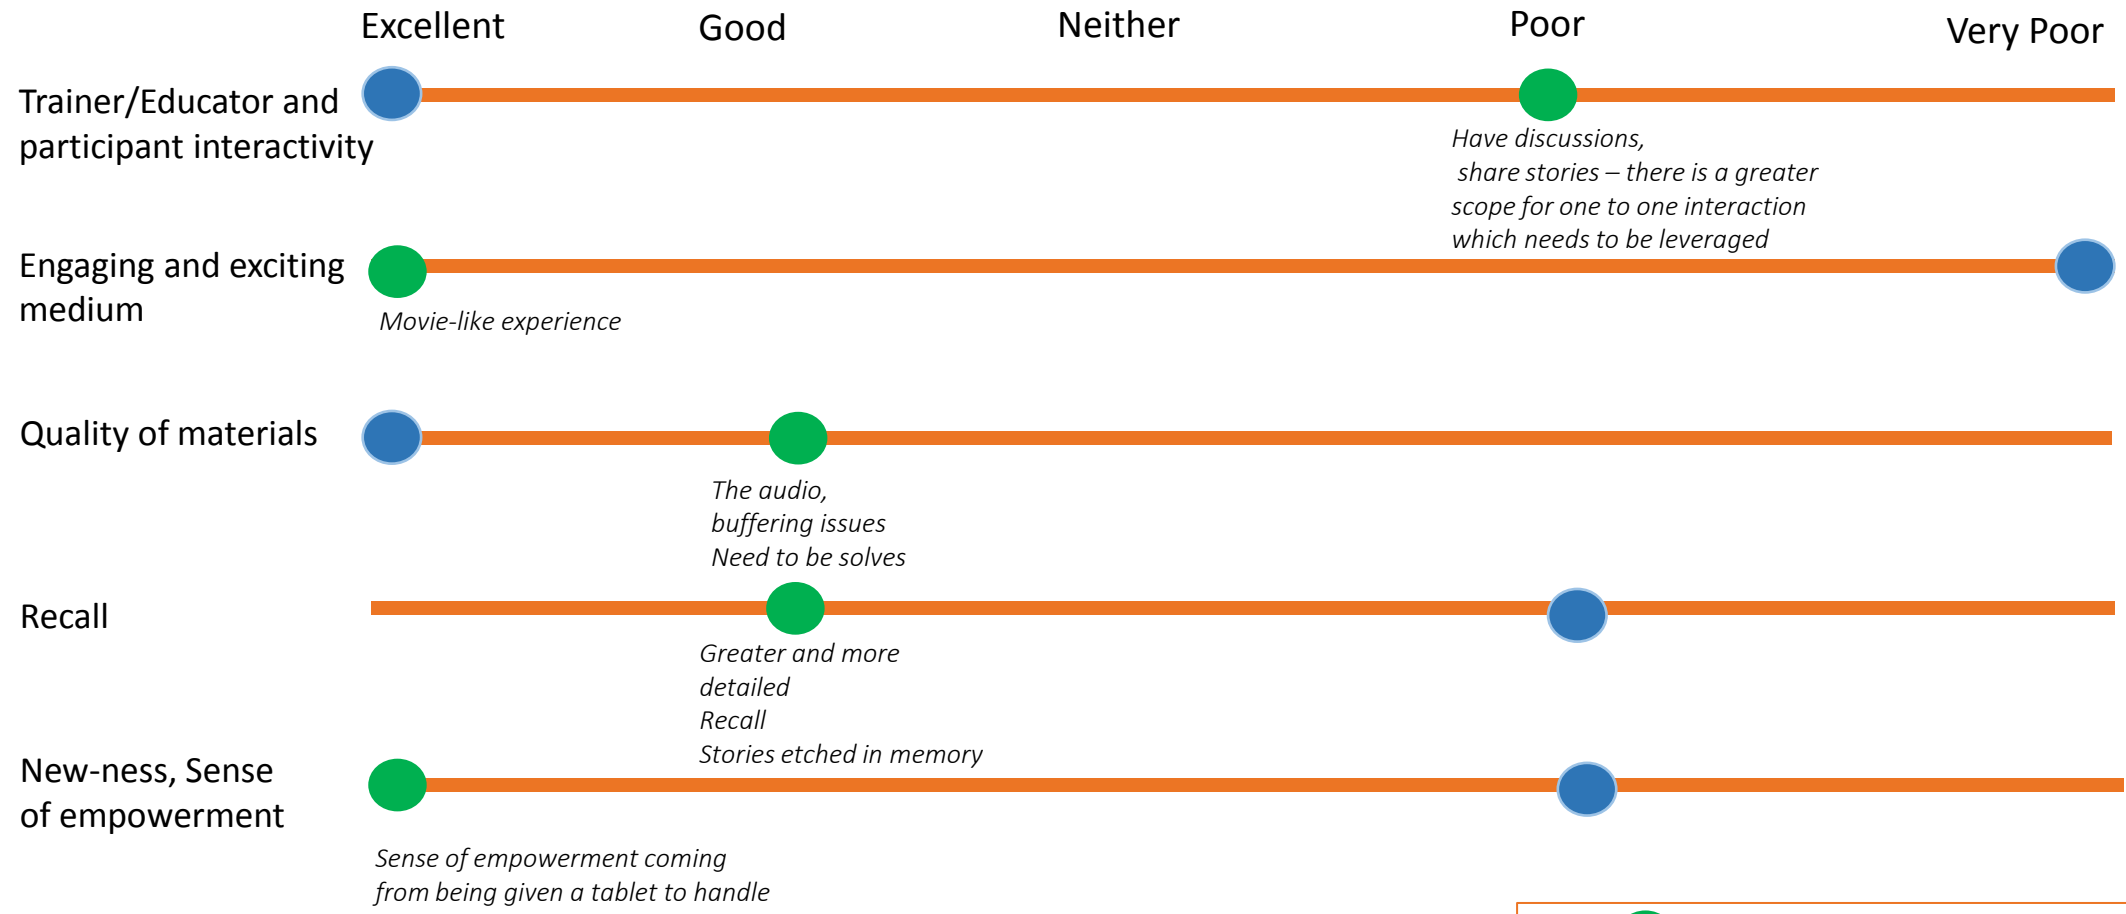 Excellent
Good
Neither
Poor
Very Poor
Trainer/Educator and
participant interactivity
Have discussions,
share stories – there is a greater
scope for one to one interaction
which needs to be leveraged
Engaging and exciting
medium
Movie-like experience
Quality of materials
The audio,
buffering issues
Need to be solves
Recall
Greater and more
detailed
Recall
Stories etched in memory
New-ness, Sense
of empowerment
Sense of empowerment coming
from being given a tablet to handle